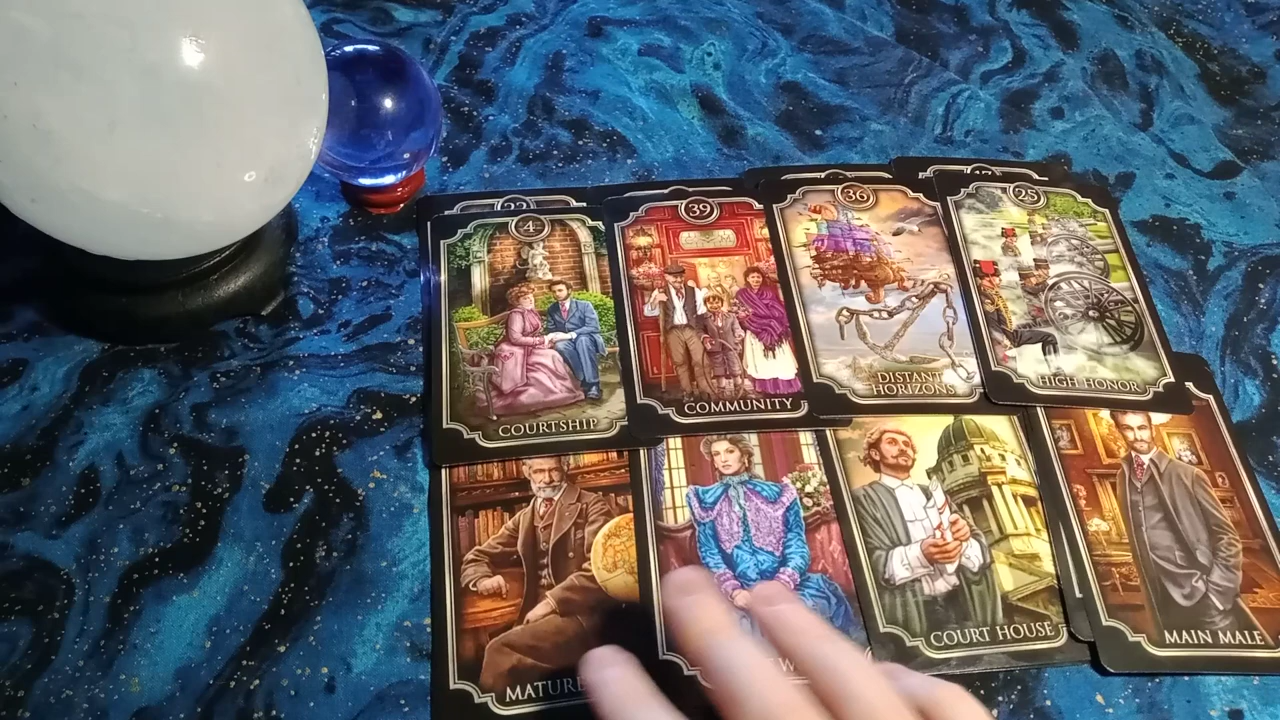 4
39
36
25
COURTSHIP
COMMUNITY
DISTANT
HORIZONS
HIGH HONOR
MATURE
COURT HOUSE
MAIN MALE